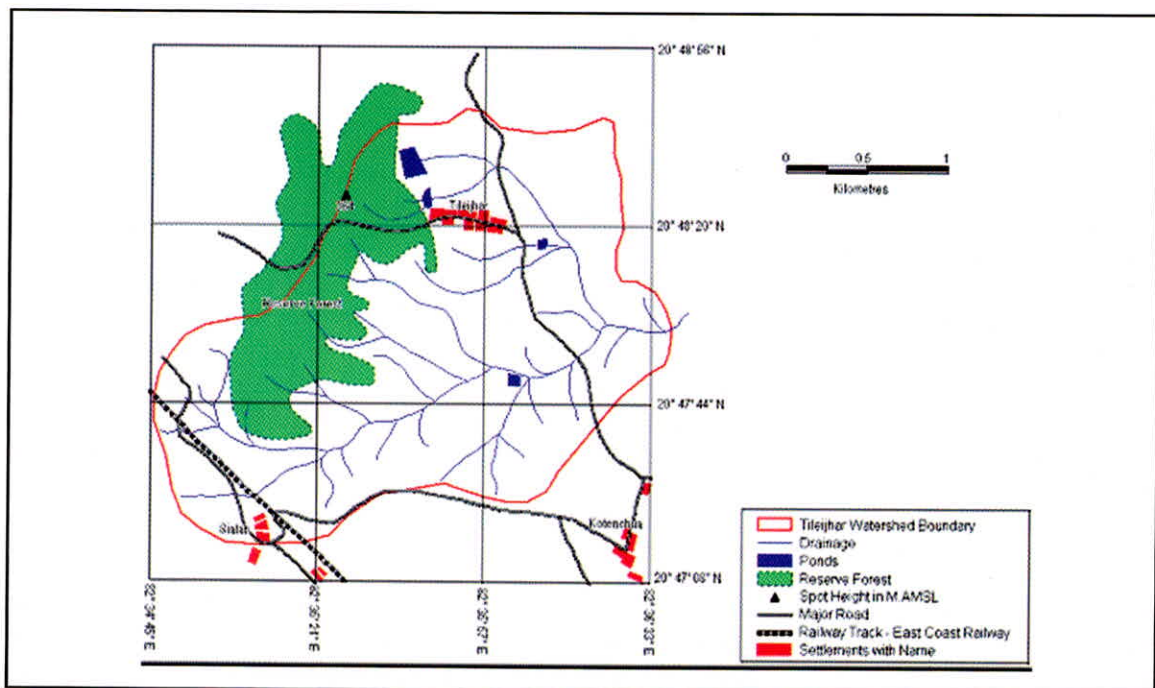 20° 48' 56" N
0 0.5 1
Kilometres
Tileijhar
20° 48' 20" N
Reserve Forest
20° 47' 44" N
Kotenchua
20° 47' 08" N
82° 34' 45" E
82° 35' 21" E
82° 35' 57" E
82° 36' 33" E
Tileijhar Watershed Boundary
Drainage
Ponds
Reserve Forest
Spot Height in M.AMSL
Major Road
Railway Track - East Coast Railway
Settlements with Name